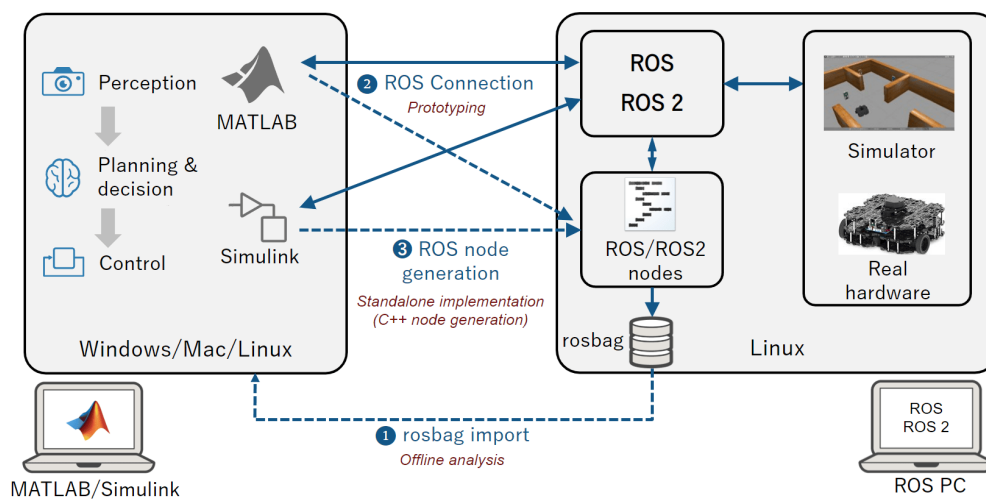 Perception
MATLAB
Planning &
decision
Simulink
Control
Windows/Mac/Linux
❷ ROS Connection
Prototyping
❸ ROS node
generation
Standalone implementation
(C++ node generation)
ROS
ROS 2
ROS/ROS2
nodes
rosbag
Simulator
Real
hardware
Linux
❶ rosbag import
Offline analysis
MATLAB/Simulink
ROS
ROS 2
ROS PC